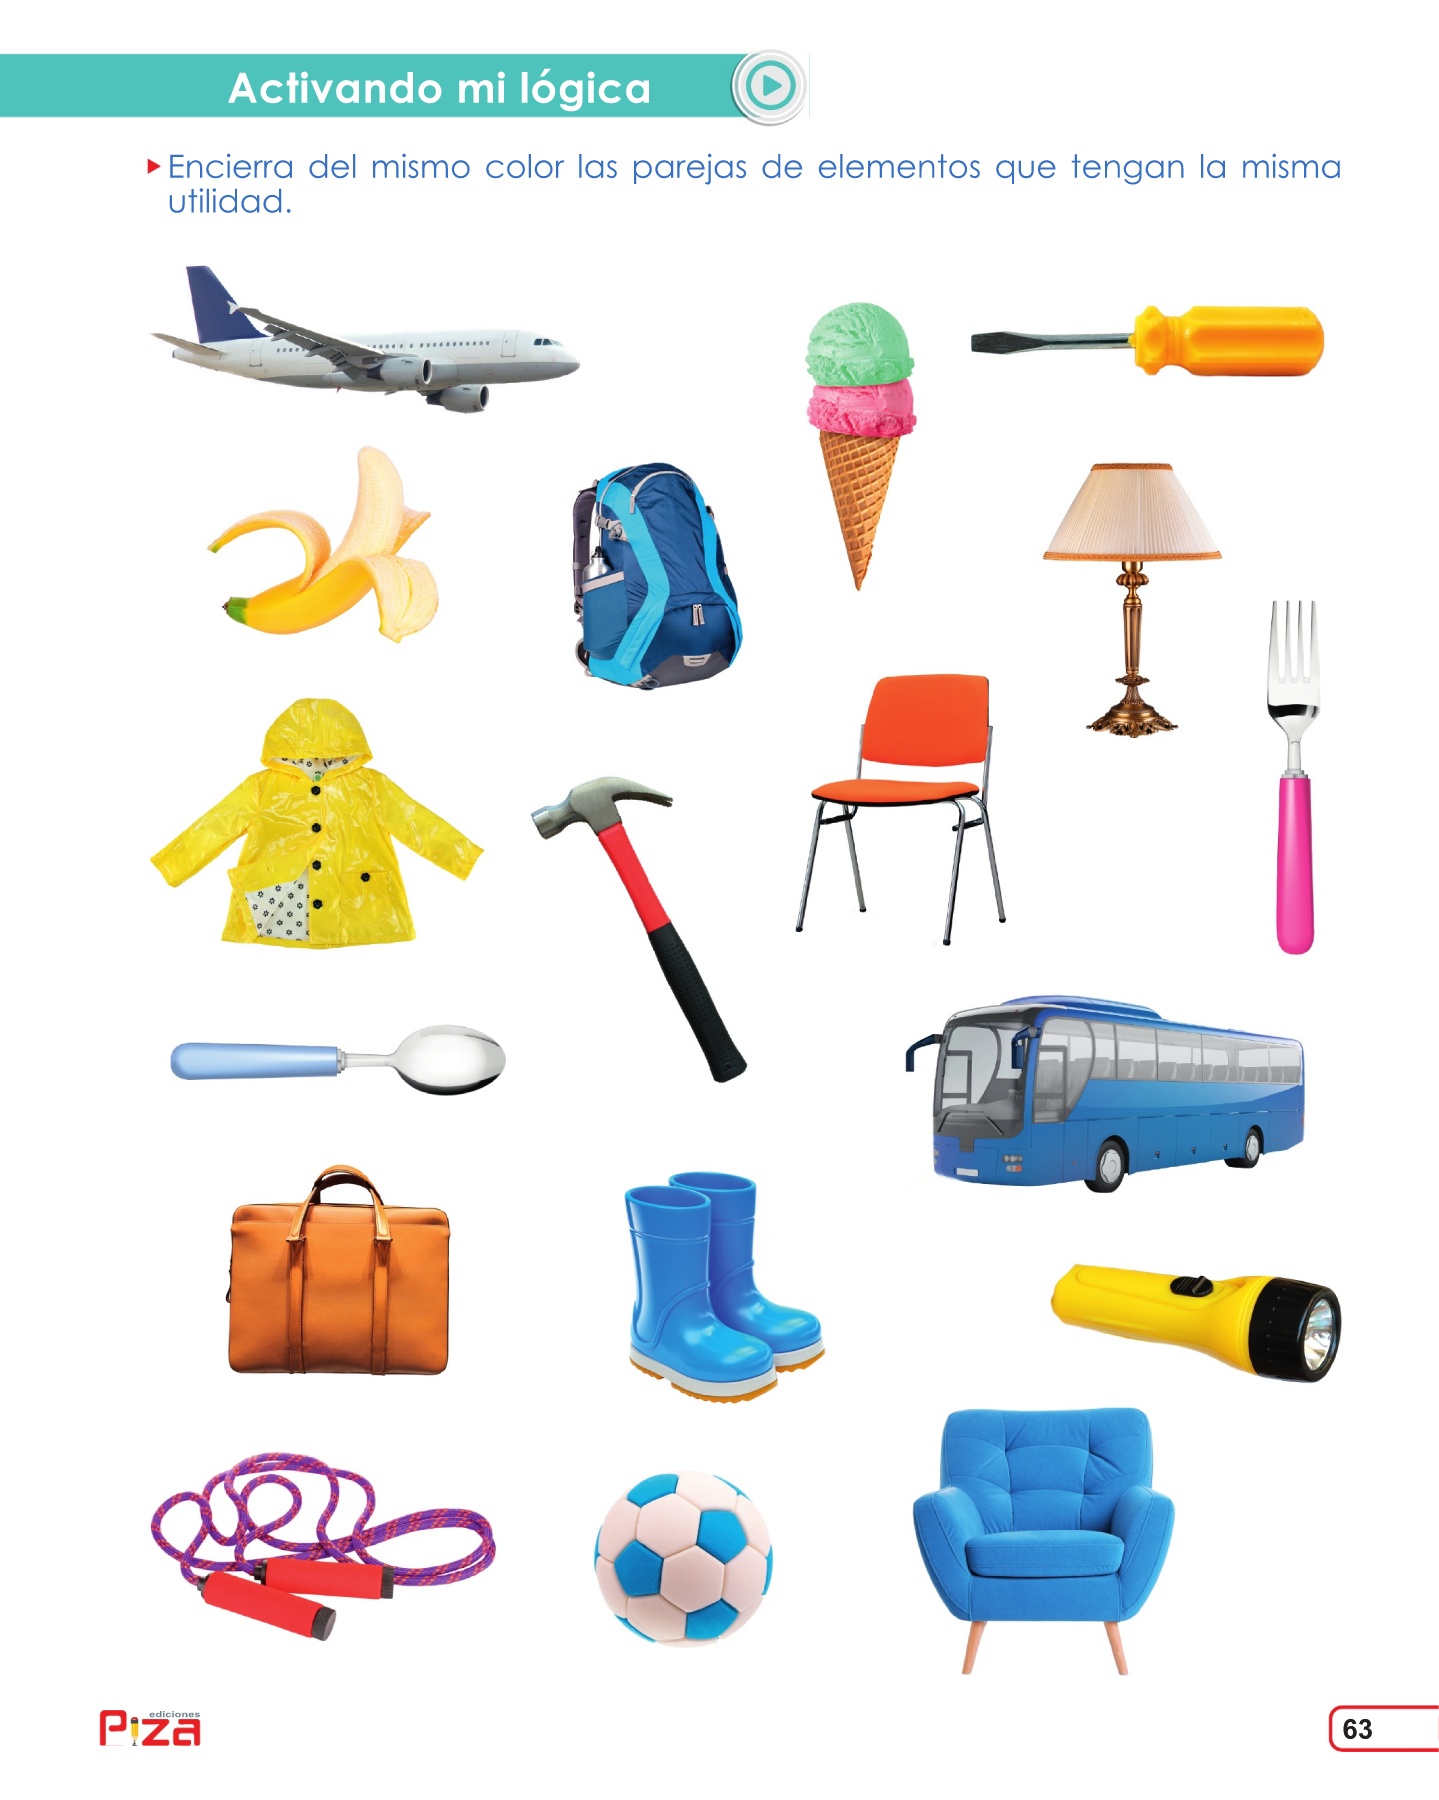 Activando mi lógica
Encierra del mismo color las parejas de elementos que tengan la misma
utilidad.
ediciones
Piza
63